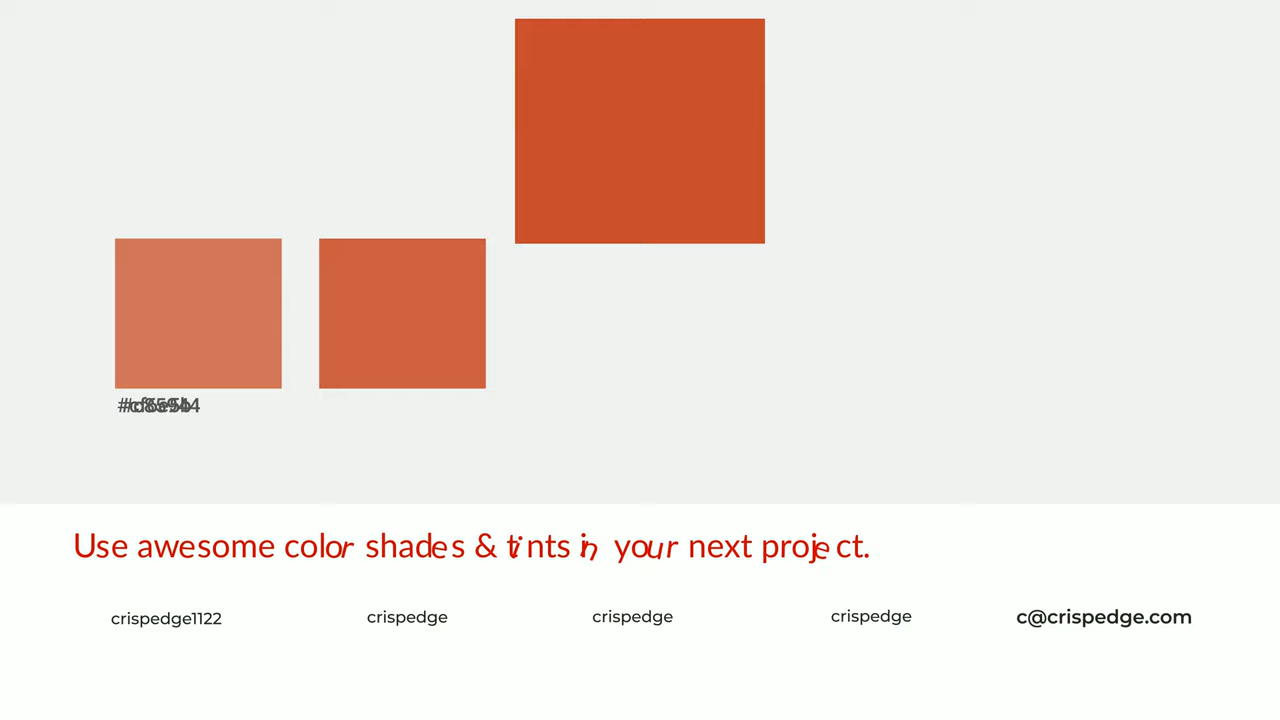 Use awesome color shades & tints in your next project.
crispedge1122 crispedge crispedge crispedge c@crispedge.com